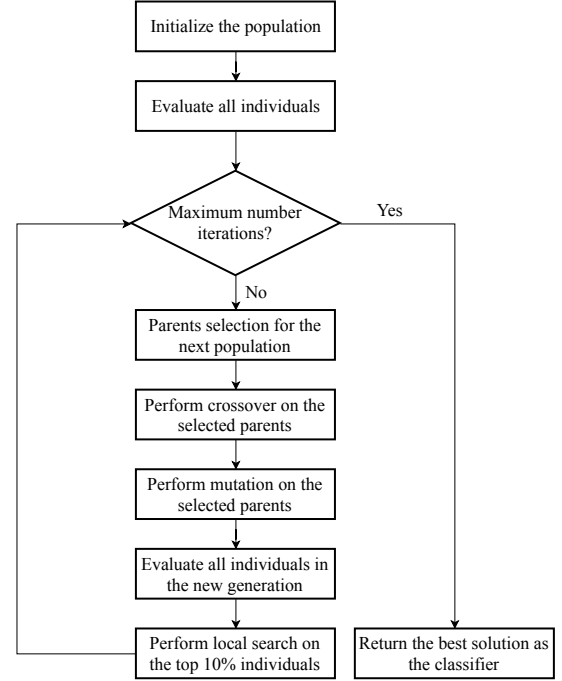 Initialize the population
Evaluate all individuals
Maximum number
iterations?
Yes
No
Parents selection for the
next population
Perform crossover on the
selected parents
Perform mutation on the
selected parents
Evaluate all individuals in
the new generation
Perform local search on
the top 10% individuals
Return the best solution as
the classifier